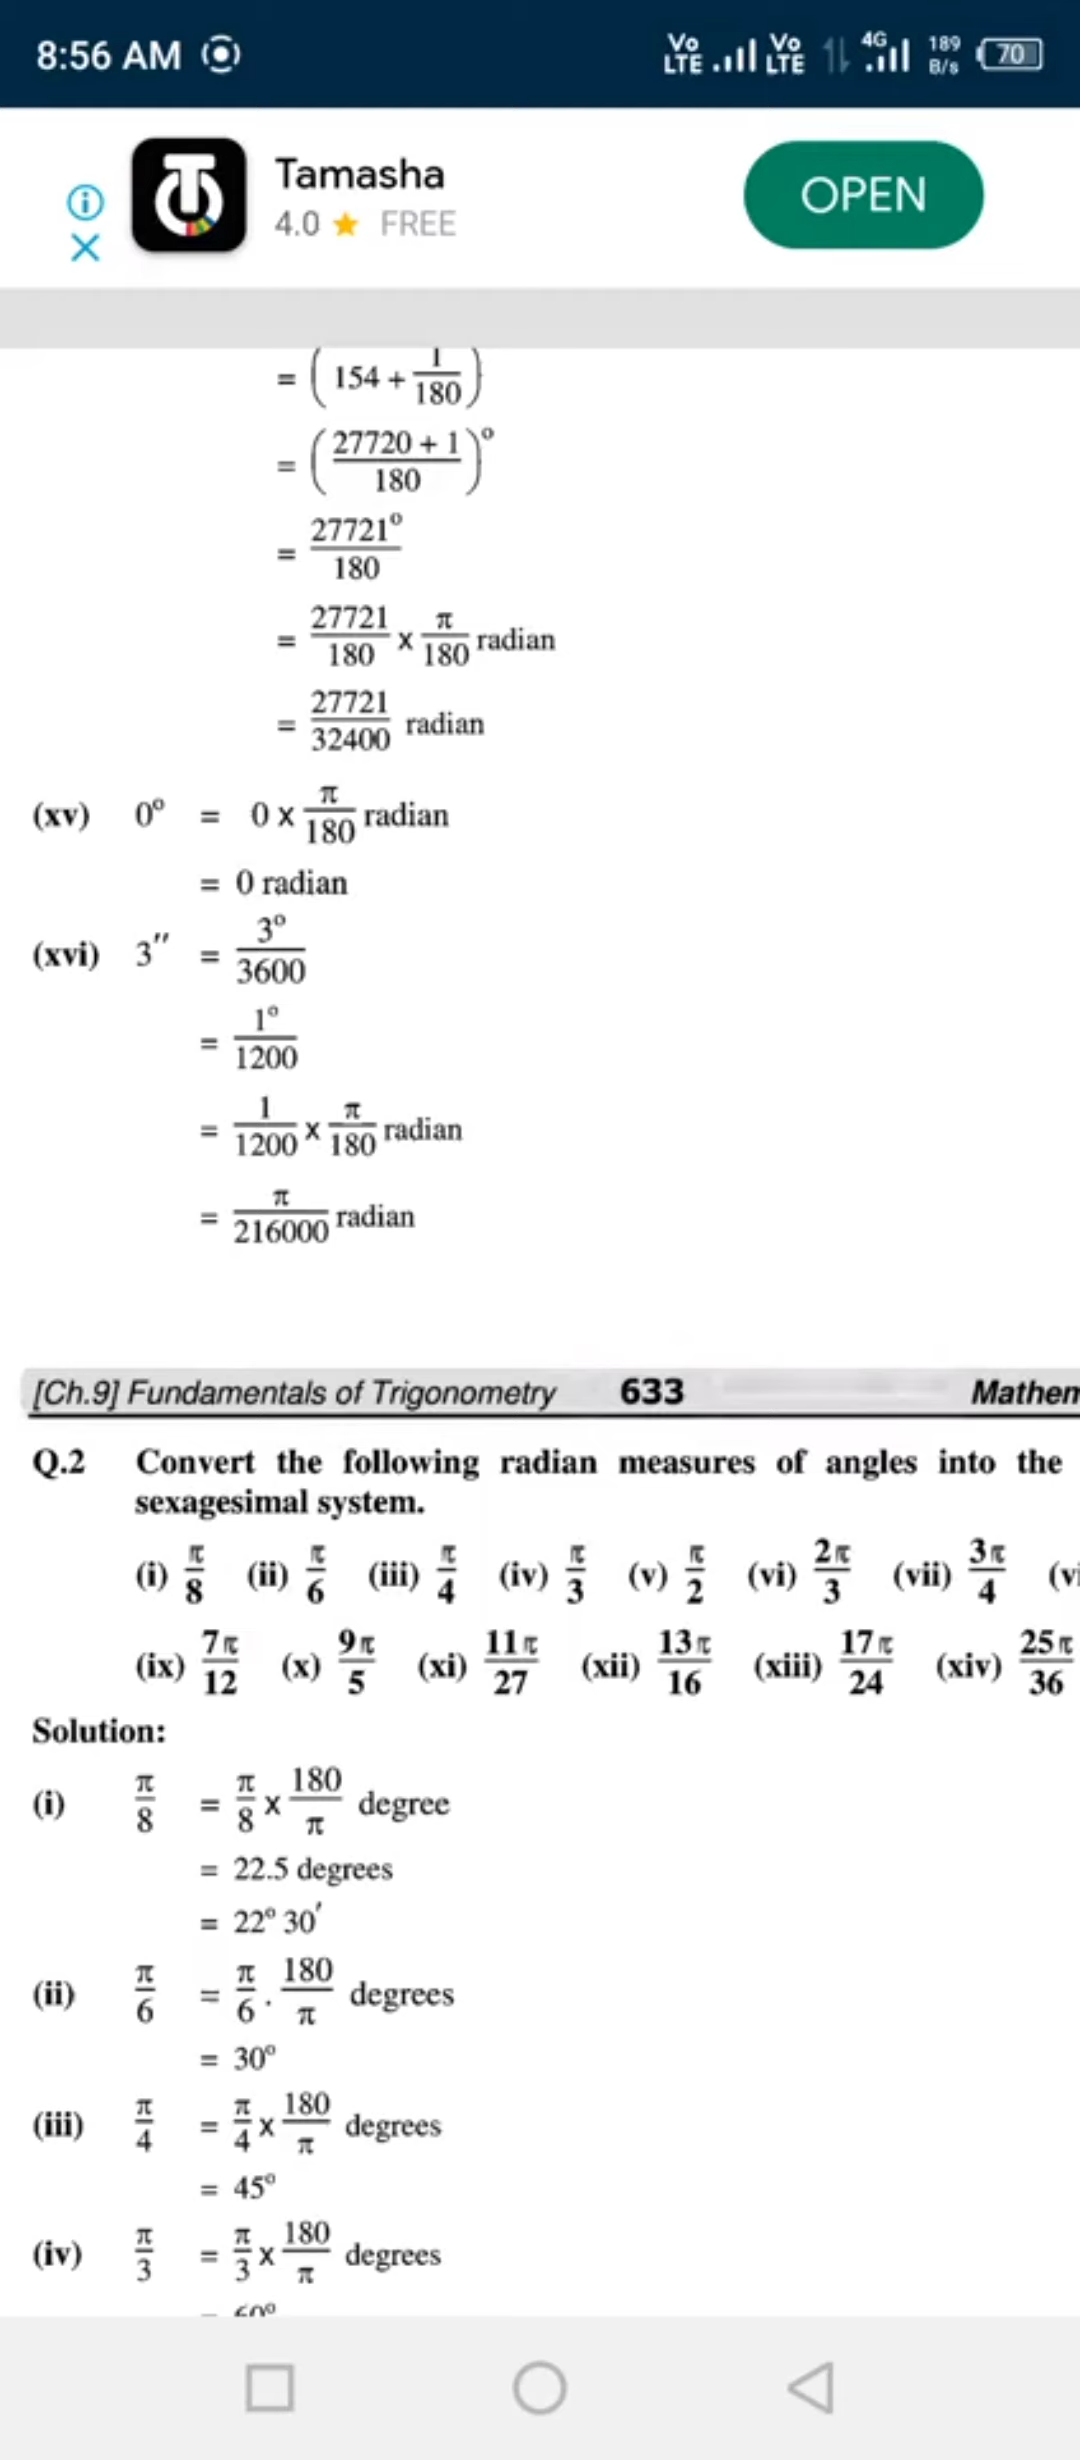 8:56 AM Vo LTE Vo LTE 4G 189 B/s 70
Tamasha
4.0 ★ FREE
OPEN
= ( 154 + 1/180 )
= ( (27720 + 1)/180 )°
= 27721°/180
= 27721/180 x π/180 radian
= 27721/32400 radian
(xv) 0° = 0 x π/180 radian
= 0 radian
(xvi) 3″ = 3°/3600
= 1°/1200
= 1/1200 x π/180 radian
= π/216000 radian
[Ch.9] Fundamentals of Trigonometry 633 Mathem
Q.2 Convert the following radian measures of angles into the
sexagesimal system.
(i) π/8 (ii) π/6 (iii) π/4 (iv) π/3 (v) π/2 (vi) 2π/3 (vii) 3π/4 (vi
(ix) 7π/12 (x) 9π/5 (xi) 11π/27 (xii) 13π/16 (xiii) 17π/24 (xiv) 25π/36
Solution:
(i) π/8 = π/8 x 180/π degree
= 22.5 degrees
= 22° 30′
(ii) π/6 = π/6 . 180/π degrees
= 30°
(iii) π/4 = π/4 x 180/π degrees
= 45°
(iv) π/3 = π/3 x 180/π degrees
= 60°